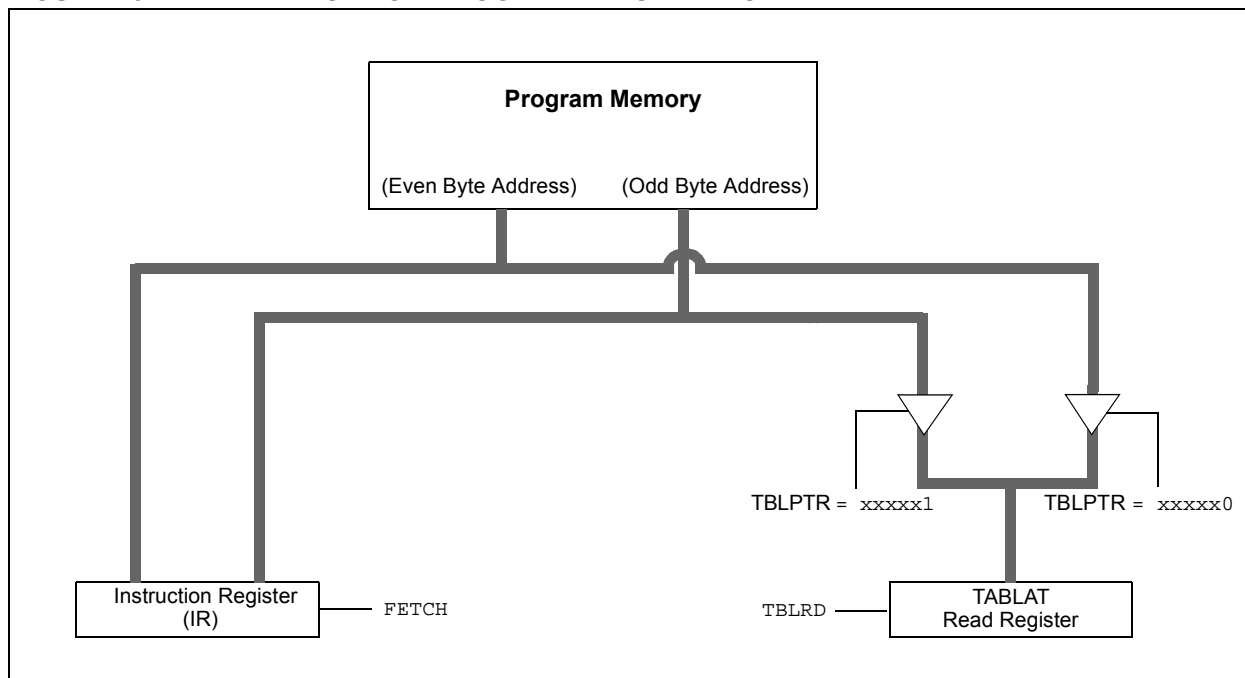 Program Memory
(Even Byte Address) (Odd Byte Address)
TBLPTR = xxxxx1 TBLPTR = xxxxx0
Instruction Register
(IR)
FETCH
TBLRD
TABLAT
Read Register